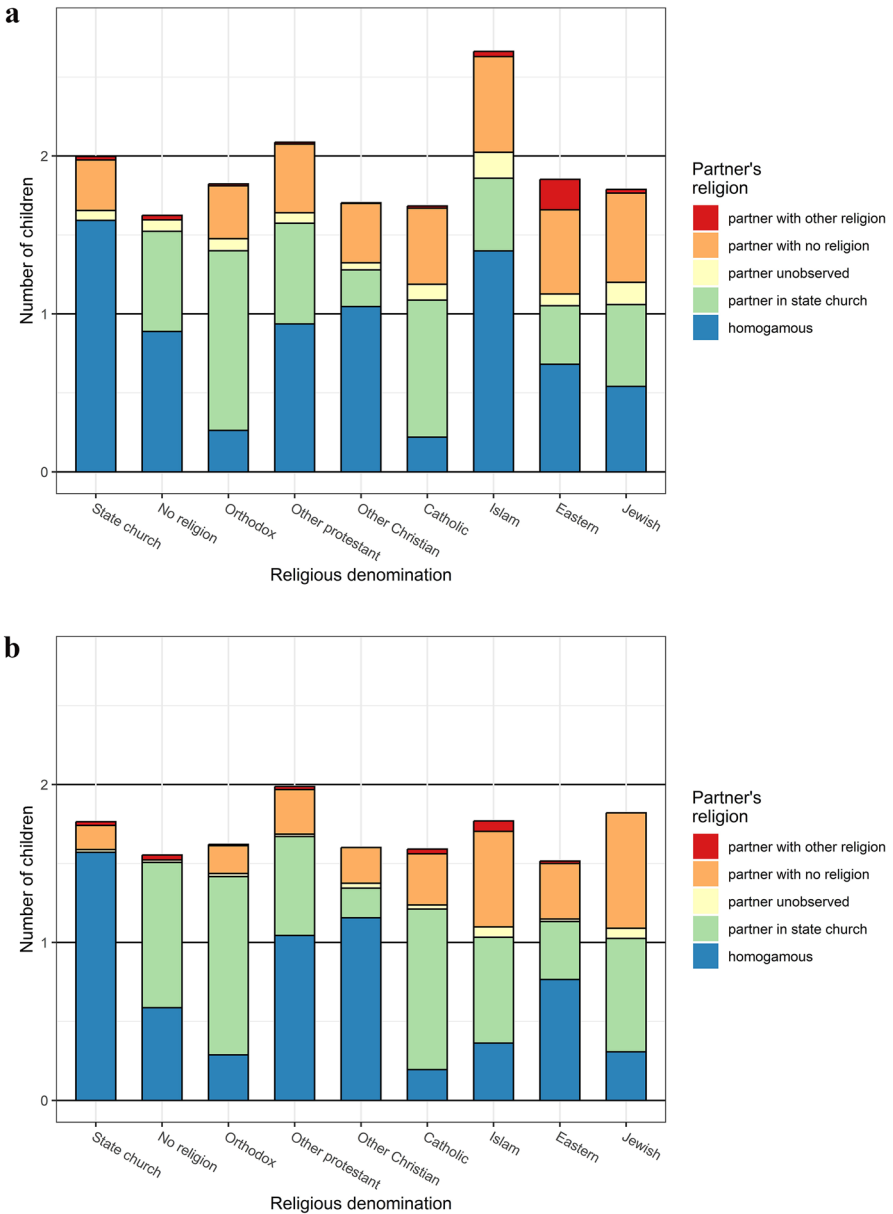 a
Number of children
2
1
0
State church
No religion
Orthodox
Other protestant
Other Christian
Catholic
Islam
Eastern
Jewish
Religious denomination
Partner's
religion
partner with other religion
partner with no religion
partner unobserved
partner in state church
homogamous
b
Number of children
2
1
0
State church
No religion
Orthodox
Other protestant
Other Christian
Catholic
Islam
Eastern
Jewish
Religious denomination
Partner's
religion
partner with other religion
partner with no religion
partner unobserved
partner in state church
homogamous